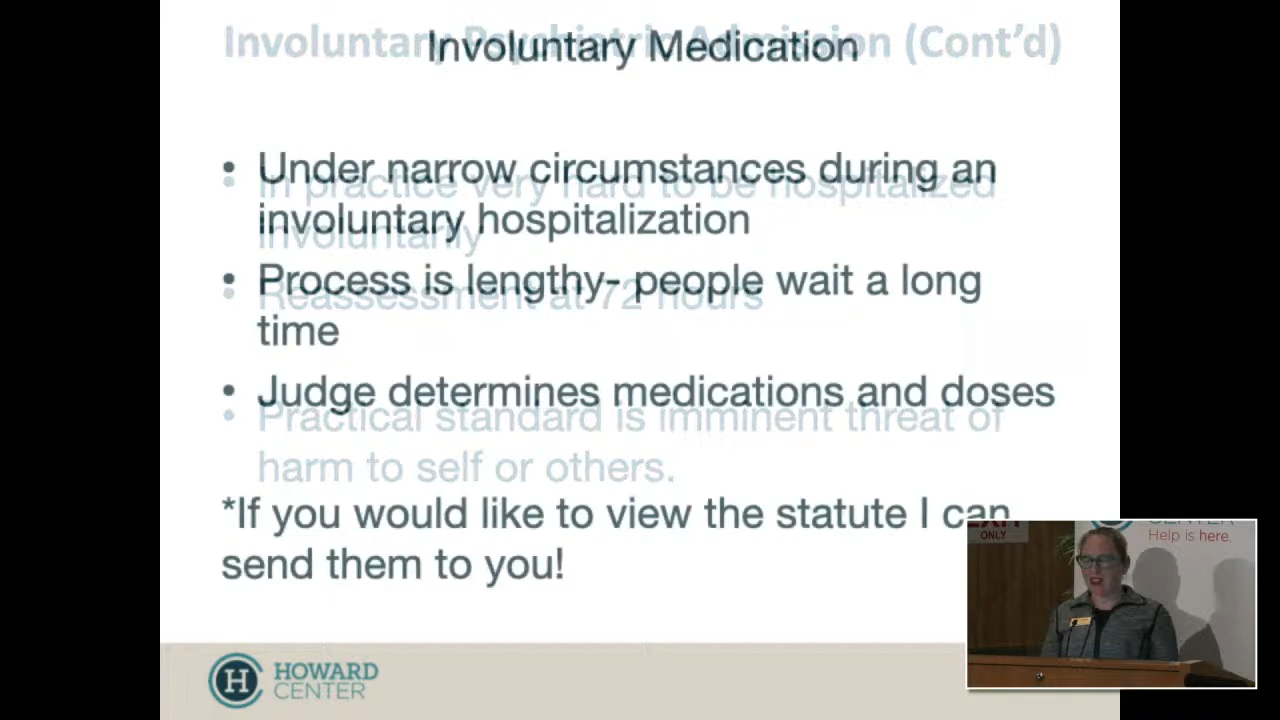 Involuntary Psychiatric Admission (Cont’d)
Involuntary Medication
• Under narrow circumstances during an
involuntary hospitalization
• Process is lengthy- people wait a long
time
• Judge determines medications and doses
*If you would like to view the statute I can
send them to you!
• In practice very hard to be hospitalized
involuntarily
• Reassessment at 72 hours
• Practical standard is imminent threat of
harm to self or others.
EXIT
ONLY
CENTER
Help is here.
H
HOWARD
CENTER